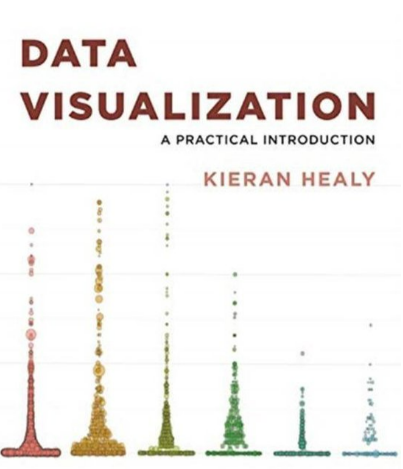 DATA
VISUALIZATION
A PRACTICAL INTRODUCTION
KIERAN HEALY